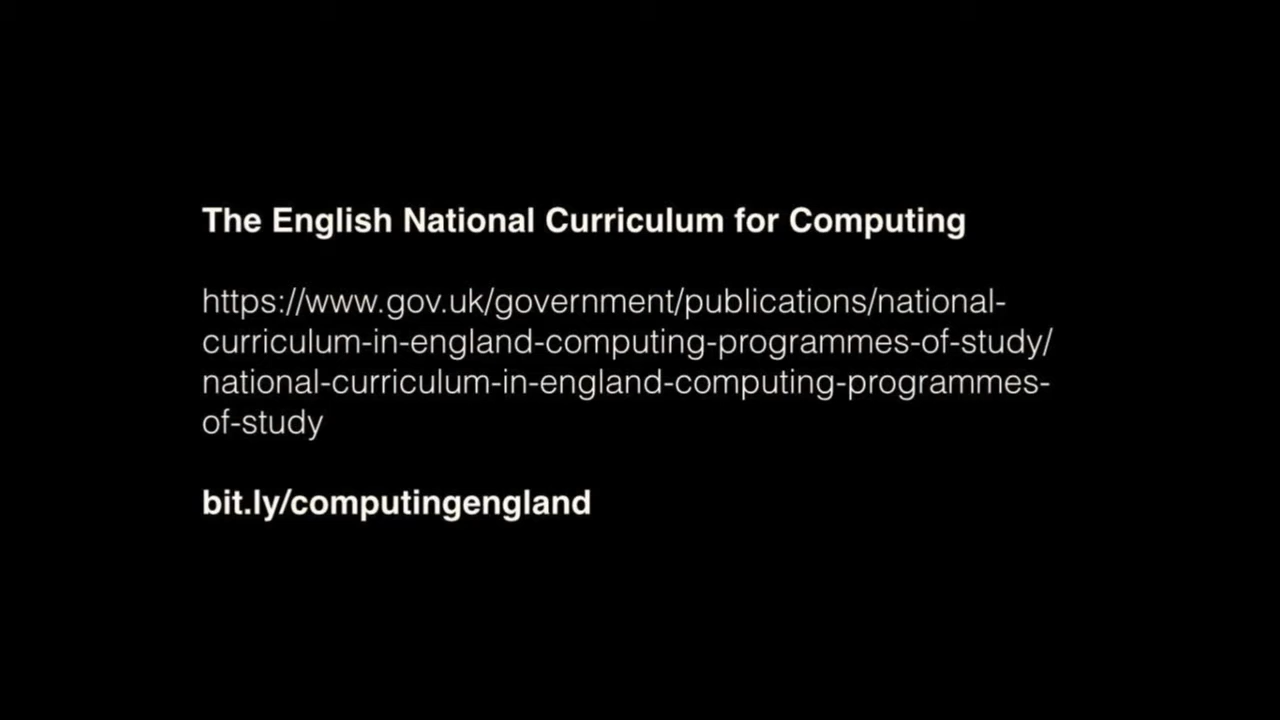 The English National Curriculum for Computing
https://www.gov.uk/government/publications/national-
curriculum-in-england-computing-programmes-of-study/
national-curriculum-in-england-computing-programmes-
of-study
bit.ly/computingengland